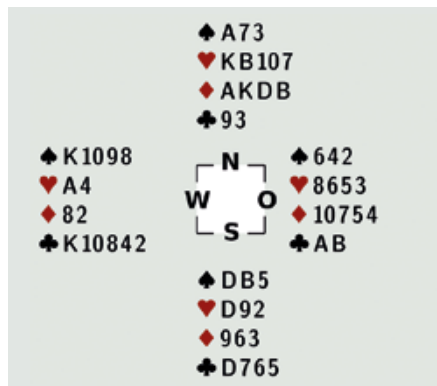 ♠ A73
♥ KB107
♦ AKDB
♣ 93
♠ K1098
♥ A4
♦ 82
♣ K10842
N
W O
S
♠ 642
♥ 8653
♦ 10754
♣ AB
♠ DB5
♥ D92
♦ 963
♣ D765